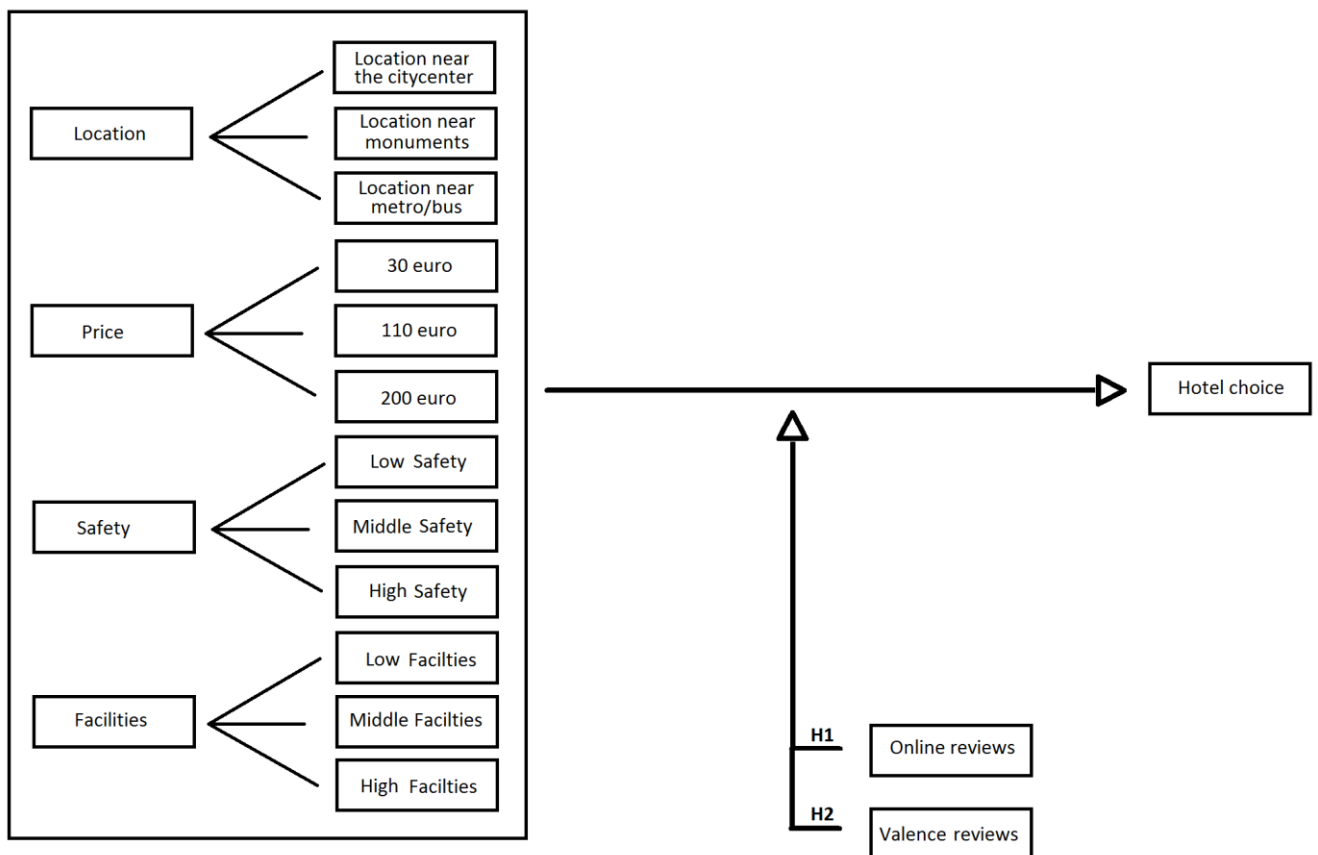 Location
Location near
the citycenter
Location near
monuments
Location near
metro/bus
Price
30 euro
110 euro
200 euro
Safety
Low Safety
Middle Safety
High Safety
Facilities
Low Facilties
Middle Facilties
High Facilties
Hotel choice
H1
Online reviews
H2
Valence reviews